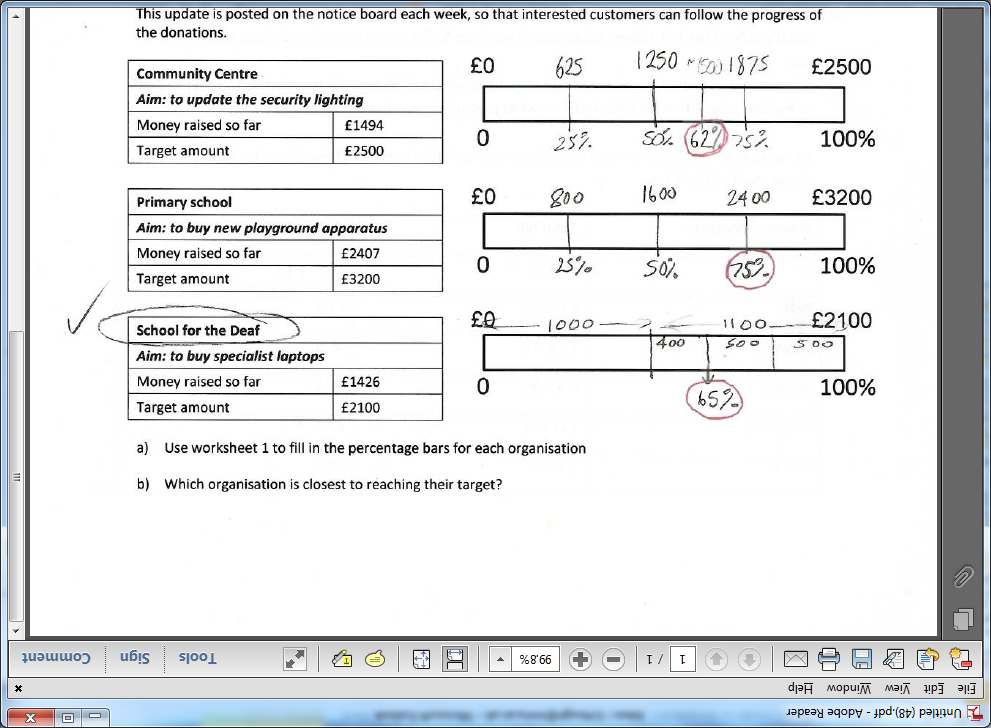 This update is posted on the notice board each week, so that interested customers can follow the progress of
the donations.
Community Centre
Aim: to update the security lighting
Money raised so far £1494
Target amount £2500
£0 625 1250 1500 1875 £2500
0 25% 50% 62% 75% 100%
Primary school
Aim: to buy new playground apparatus
Money raised so far £2407
Target amount £3200
£0 800 1600 2400 £3200
0 25% 50% 75% 100%
School for the Deaf
Aim: to buy specialist laptops
Money raised so far £1426
Target amount £2100
£0 1000 1100 £2100
400 500 500
0 65% 100%
a) Use worksheet 1 to fill in the percentage bars for each organisation
b) Which organisation is closest to reaching their target?
Comment Sign Tools 99.8% 1 / 1
File Edit View Window Help
Untitled (48).pdf - Adobe Reader